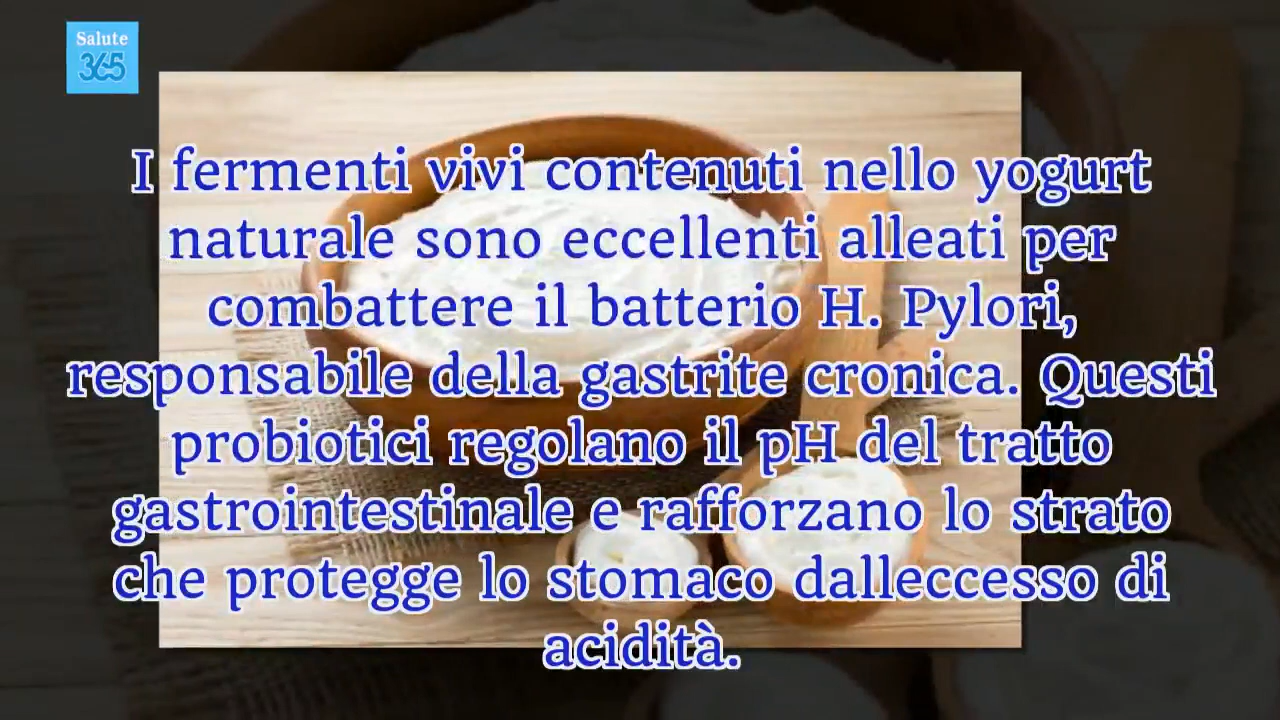 Salute
365
I fermenti vivi contenuti nello yogurt
naturale sono eccellenti alleati per
combattere il batterio H. Pylori,
responsabile della gastrite cronica. Questi
probiotici regolano il pH del tratto
gastrointestinale e rafforzano lo strato
che protegge lo stomaco dalleccesso di
acidità.